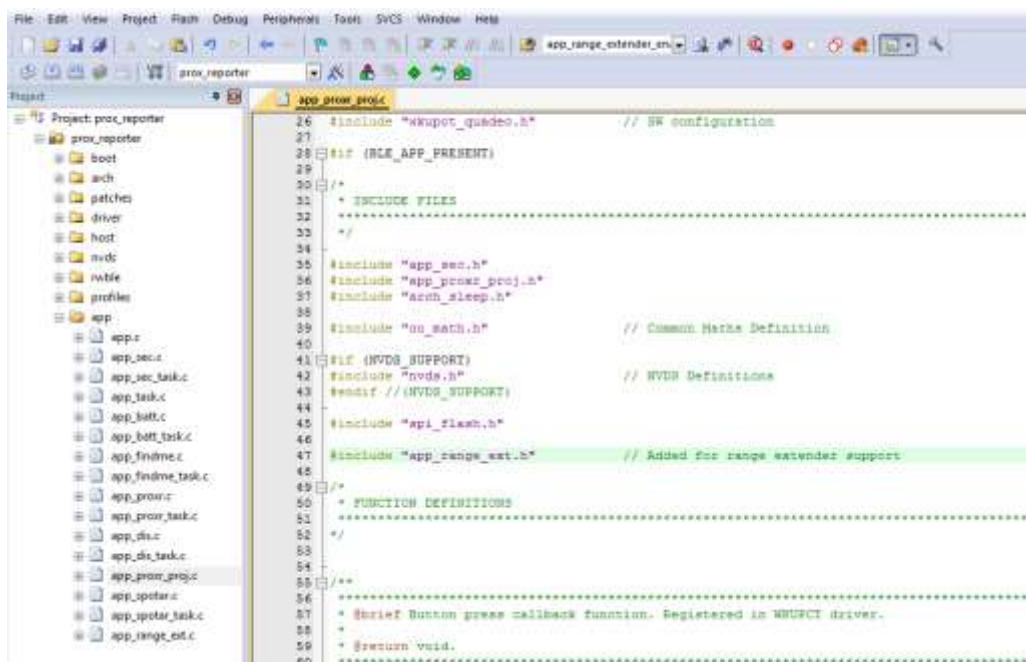 File Edit View Project Flash Debug Peripherals Tools SVCS Window Help
app_range_extender_en
prox_reporter
Project
app_proxr_proj.c
Project: prox_reporter
prox_reporter
boot
arch
patches
driver
host
nvds
rwble
profiles
app
app.c
app_sec.c
app_sec_task.c
app_task.c
app_batt.c
app_batt_task.c
app_findme.c
app_findme_task.c
app_proxr.c
app_proxr_task.c
app_dis.c
app_dis_task.c
app_proxr_proj.c
app_spotar.c
app_spotar_task.c
app_range_ext.c
26 #include "wkupct_quadec.h" // SW configuration
27
28 #if (BLE_APP_PRESENT)
29
30 /*
31 * INCLUDE FILES
32 ****************************************************************************************
33 */
34
35 #include "app_sec.h"
36 #include "app_proxr_proj.h"
37 #include "arch_sleep.h"
38
39 #include "co_math.h" // Common Maths Definition
40
41 #if (NVDS_SUPPORT)
42 #include "nvds.h" // NVDS Definitions
43 #endif //(NVDS_SUPPORT)
44
45 #include "spi_flash.h"
46
47 #include "app_range_ext.h" // Added for range extender support
48
49 /*
50 * FUNCTION DEFINITIONS
51 ****************************************************************************************
52 */
53
54
55 /**
56 ****************************************************************************************
57 * @brief Button press callback function. Registered in WKUPCT driver.
58 *
59 * @return void.
60 ****************************************************************************************